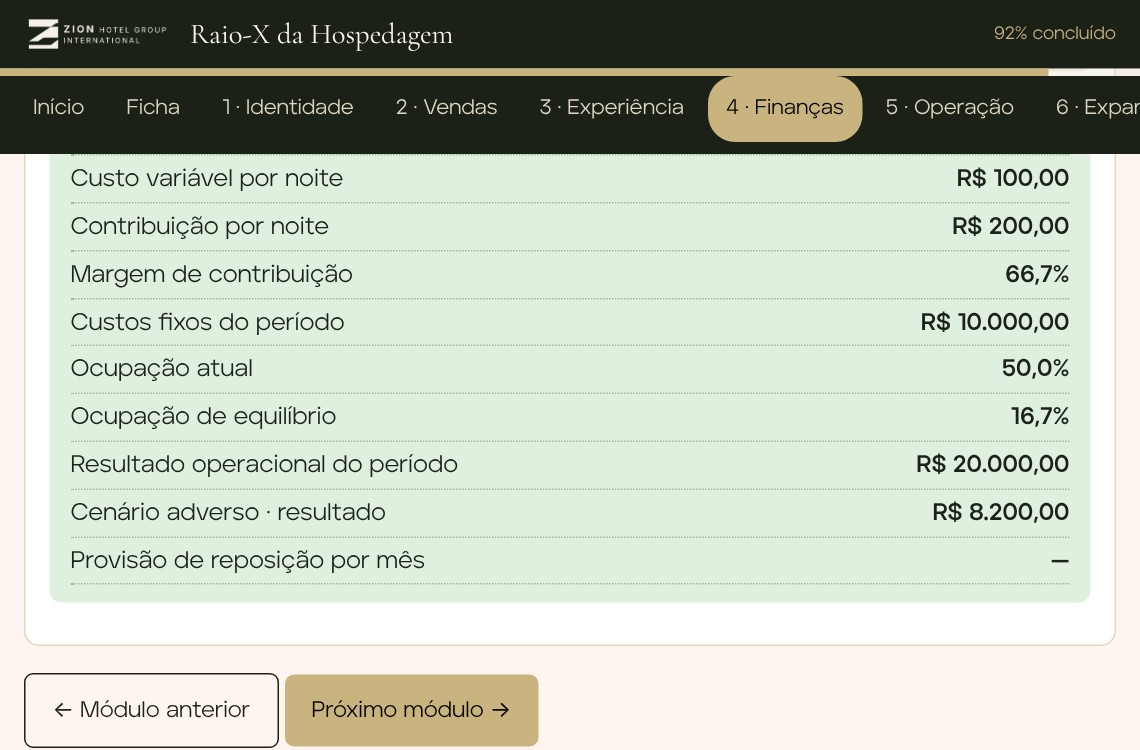 ZION HOTEL GROUP
INTERNATIONAL
Raio-X da Hospedagem
92% concluído
Início Ficha 1 · Identidade 2 · Vendas 3 · Experiência 4 · Finanças 5 · Operação 6 · Expar
Custo variável por noite R$ 100,00
Contribuição por noite R$ 200,00
Margem de contribuição 66,7%
Custos fixos do período R$ 10.000,00
Ocupação atual 50,0%
Ocupação de equilíbrio 16,7%
Resultado operacional do período R$ 20.000,00
Cenário adverso · resultado R$ 8.200,00
Provisão de reposição por mês —
← Módulo anterior Próximo módulo →